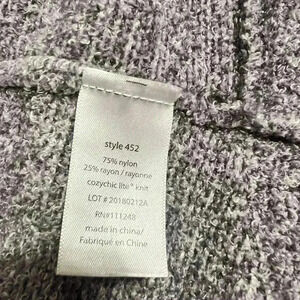 style 452
75% nylon
25% rayon / rayonne
cozychic lite® knit
LOT # 20180212A
RN#111248
made in china/
Fabriqué en Chine